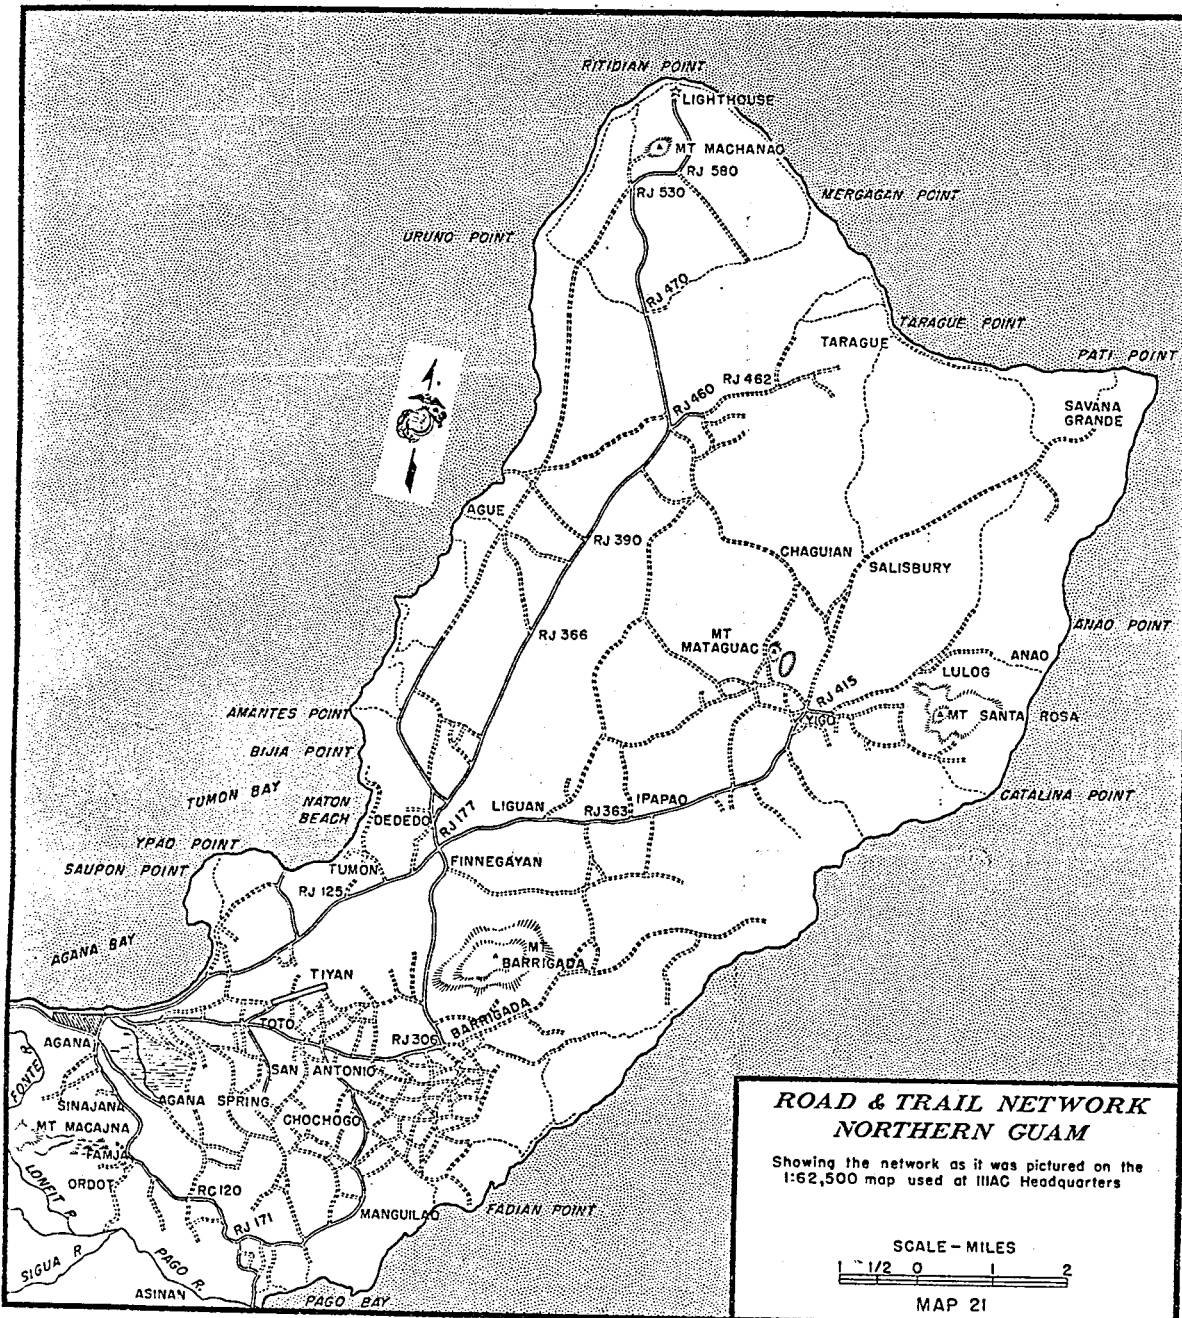 RITIDIAN POINT
LIGHTHOUSE
MT MACHANAO
RJ 580
RJ 530
MERGAGAN POINT
URUNO POINT
RJ 470
TARAGUE POINT
TARAGUE
PATI POINT
RJ 462
RJ 460
SAVANA
GRANDE
AGUE
RJ 390
CHAGUIAN
SALISBURY
RJ 366
MT
MATAGUAC
ANAO POINT
ANAO
LULOG
RJ 415
YIGO
MT SANTA ROSA
AMANTES POINT
BIJIA POINT
TUMON BAY
NATON
BEACH
DEDEDO
RJ 177
LIGUAN
RJ363
IPAPAO
CATALINA POINT
YPAO POINT
SAUPON POINT
TUMON
FINNEGAYAN
RJ 125
AGANA BAY
MT
BARRIGADA
TIYAN
TOTO
RJ 306
BARRIGADA
AGANA
FONTE R.
SAN ANTONIO
SINAJANA
AGANA SPRING
MT MACAJNA
CHOCHOGO
FAMJA
LONFIT R.
ORDOT
RC 120
RJ 171
MANGUILAO
FADIAN POINT
SIGUA R
PAGO R.
ASINAN
PAGO BAY
ROAD & TRAIL NETWORK
NORTHERN GUAM
Showing the network as it was pictured on the
1:62,500 map used at IIIAC Headquarters
SCALE – MILES
1 1/2 0 1 2
MAP 21